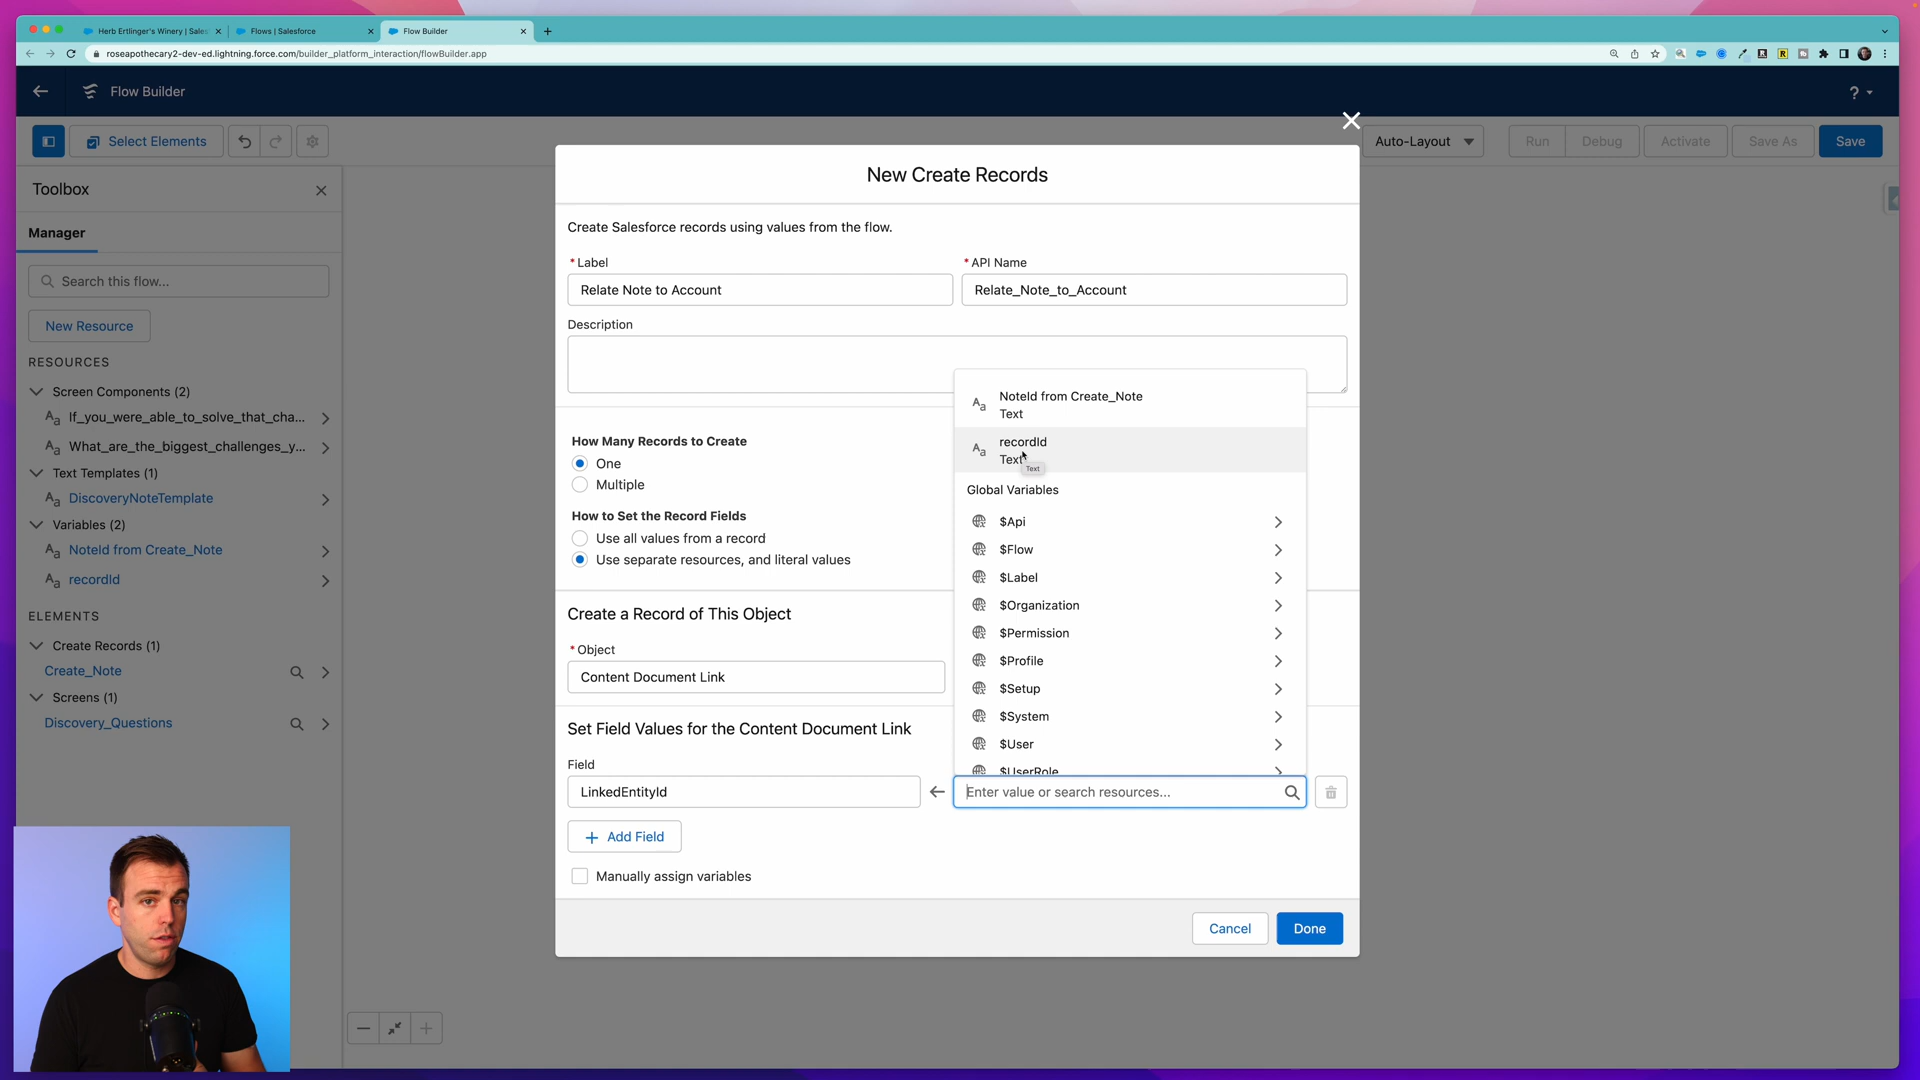 Herb Ertlinger's Winery | Sales
Flows | Salesforce
Flow Builder
roseapothecary2-dev-ed.lightning.force.com/builder_platform_interaction/flowBuilder.app
Flow Builder
?
Select Elements
Auto-Layout
Run
Debug
Activate
Save As
Save
Toolbox
Manager
Search this flow...
New Resource
RESOURCES
Screen Components (2)
If_you_were_able_to_solve_that_cha...
What_are_the_biggest_challenges_y...
Text Templates (1)
DiscoveryNoteTemplate
Variables (2)
NoteId from Create_Note
recordId
ELEMENTS
Create Records (1)
Create_Note
Screens (1)
Discovery_Questions
New Create Records
Create Salesforce records using values from the flow.
* Label
* API Name
Relate Note to Account
Relate_Note_to_Account
Description
How Many Records to Create
One
Multiple
How to Set the Record Fields
Use all values from a record
Use separate resources, and literal values
Create a Record of This Object
* Object
Content Document Link
Set Field Values for the Content Document Link
Field
LinkedEntityId
Enter value or search resources...
Add Field
Manually assign variables
Cancel
Done
NoteId from Create_Note
Text
recordId
Text
Text
Global Variables
$Api
$Flow
$Label
$Organization
$Permission
$Profile
$Setup
$System
$User
$UserRole